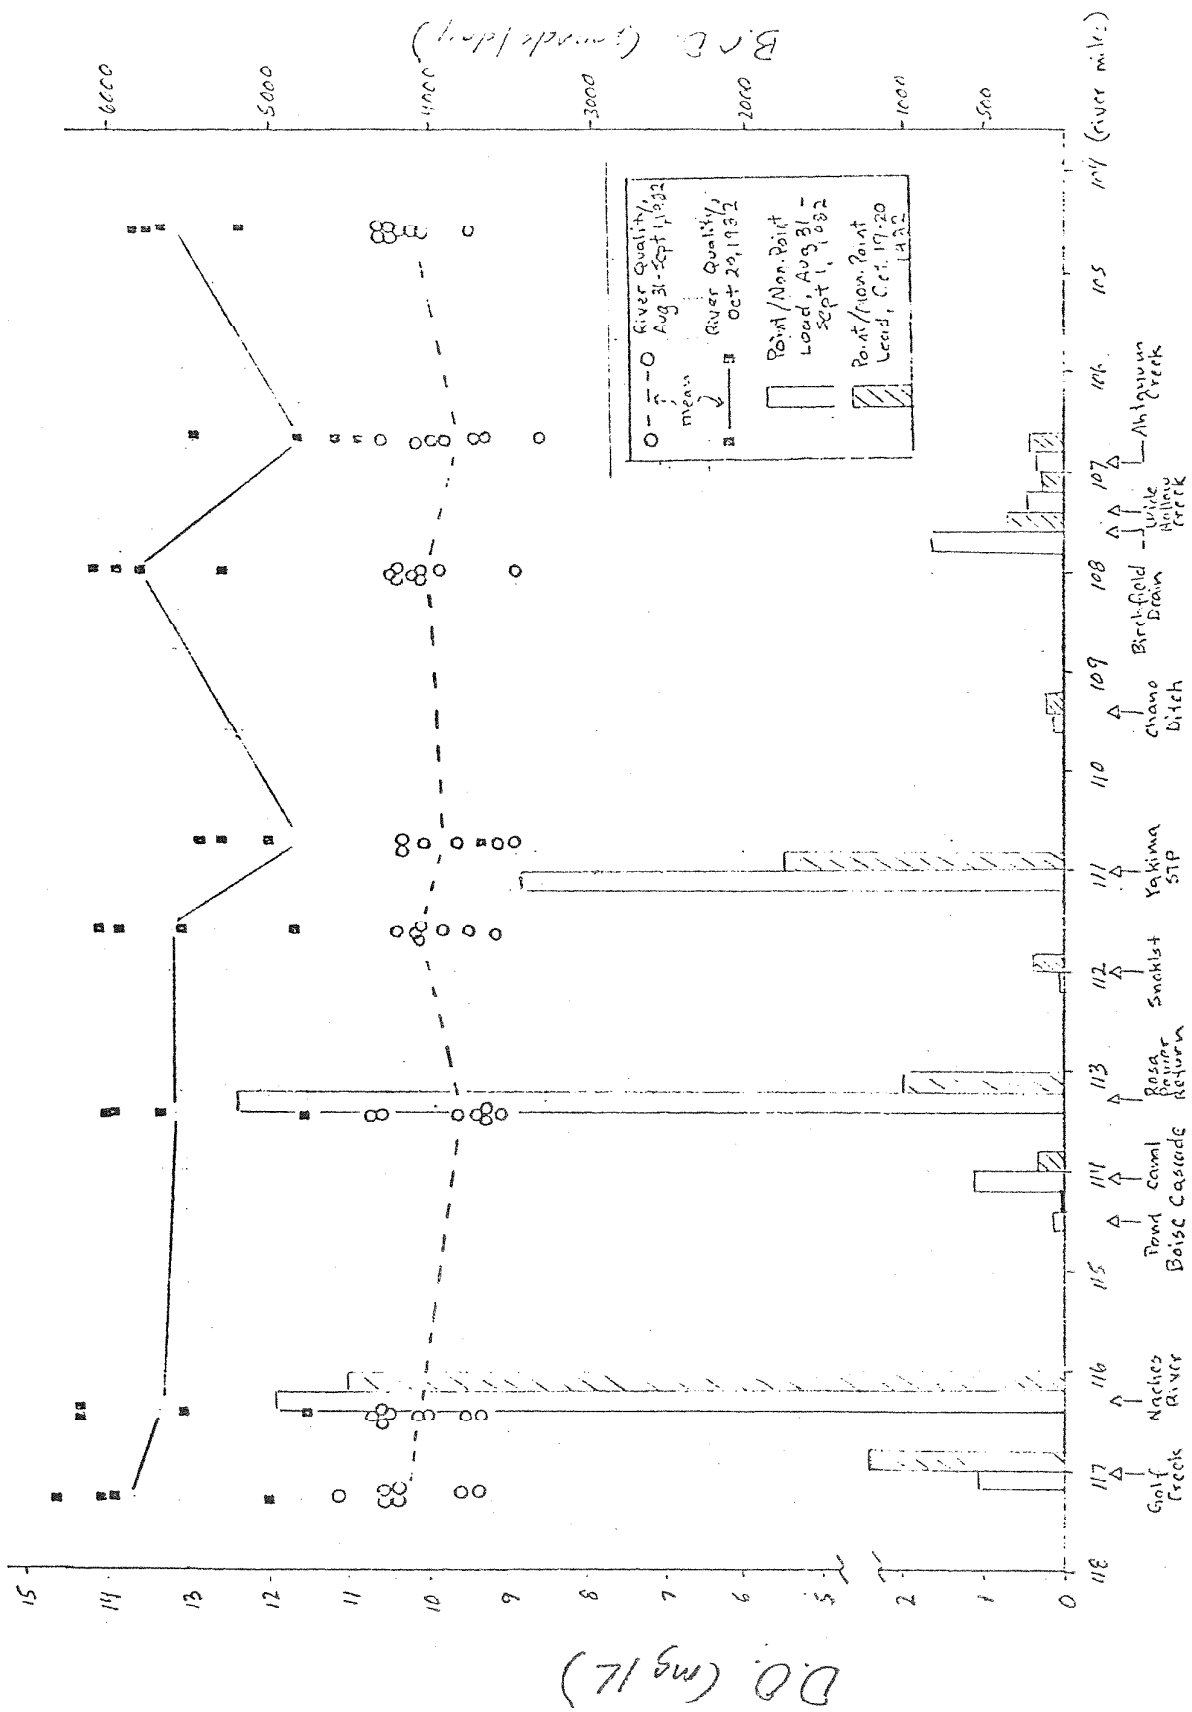 D.O. (mg/L)
15
14
13
12
11
10
9
8
7
6
5
2
1
0
B.O.D. (pounds/day)
6000
5000
4000
3000
2000
1000
500
River Quality,
Aug 31-Sept 1, 1982
mean
River Quality,
Oct 20, 1982
Point/Non-Point
Load, Aug 31 -
Sept 1, 1982
Point/Non-Point
Load, Oct. 19-20
1982
118
117
116
115
114
113
112
111
110
109
108
107
106
105
104
(river miles)
Golf
Creek
Naches
River
Pond
Canal
Boise Cascade
Rosa
Power
Return
Snokist
Yakima
STP
Chano
Ditch
Birchfield
Drain
Wide
Hollow
Creek
Ahtanum
Creek